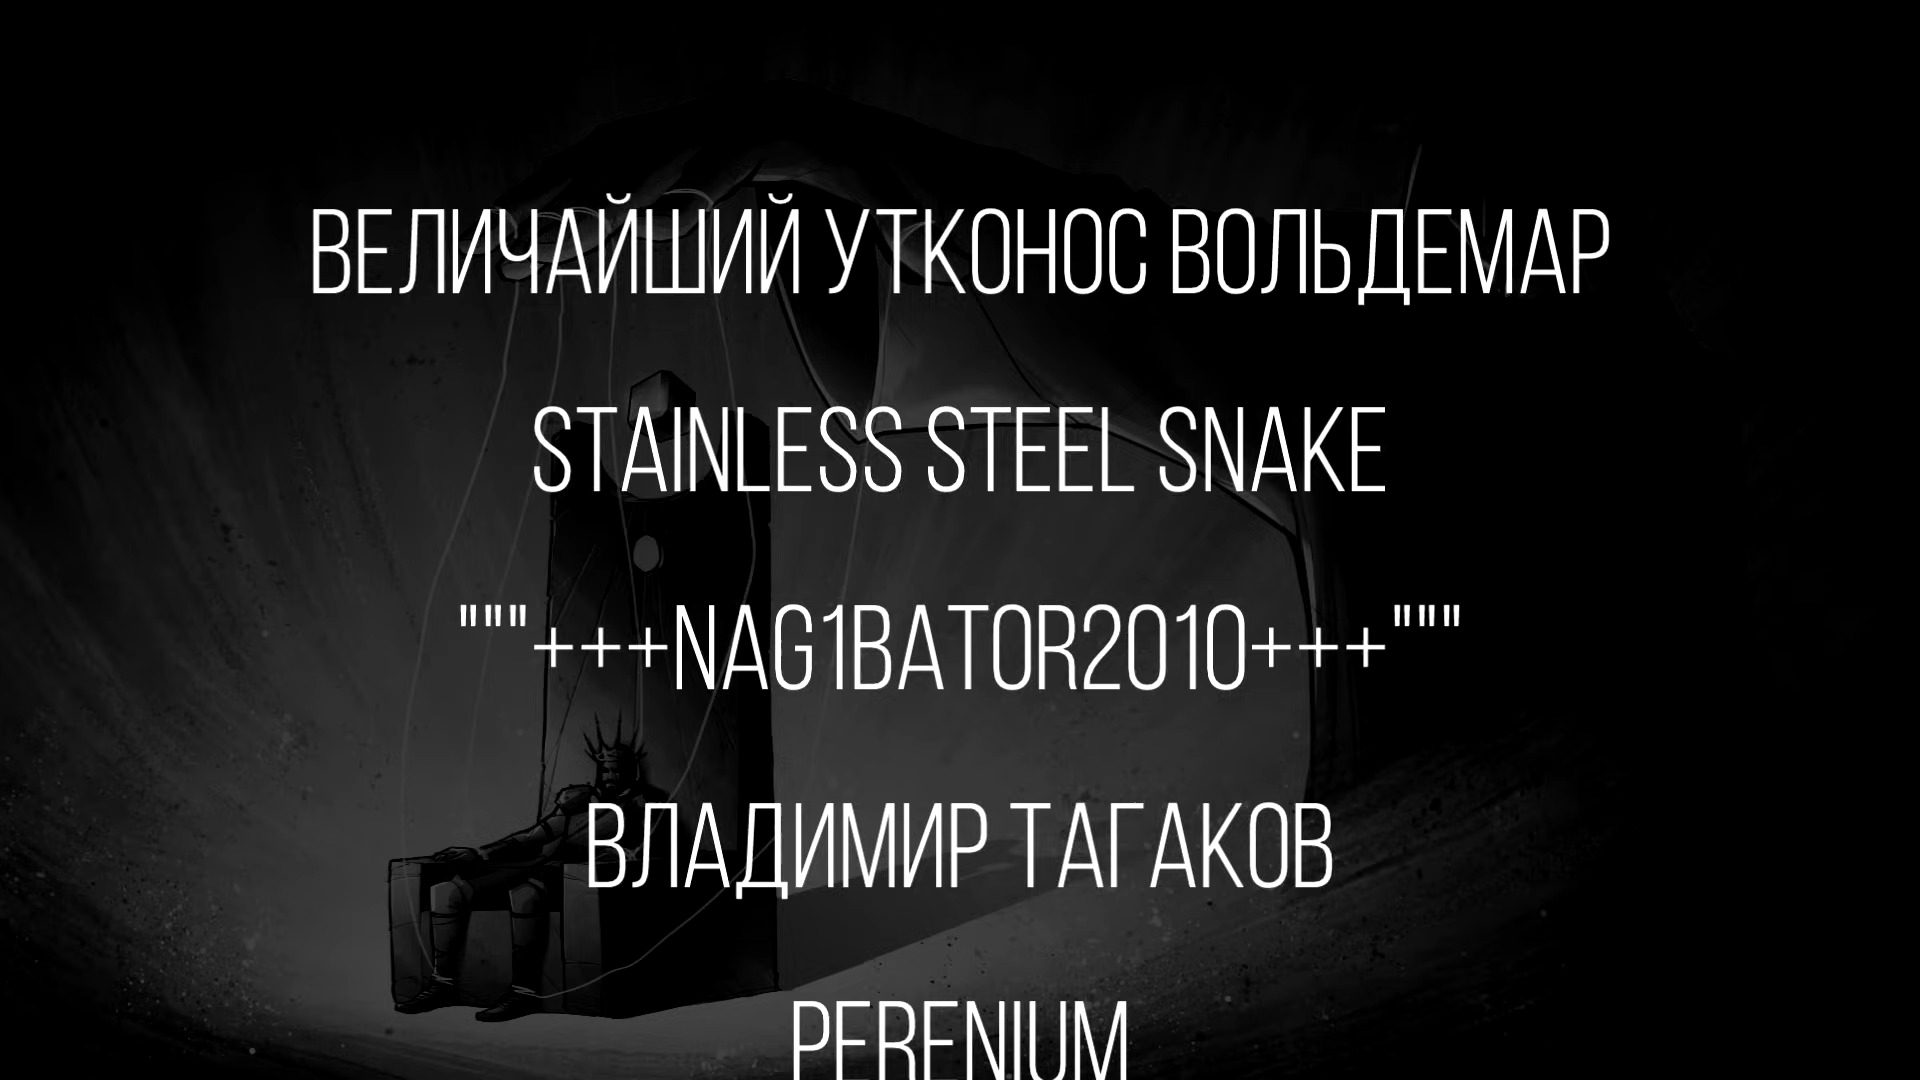 ВЕЛИЧАЙШИЙ УТКОНОС ВОЛЬДЕМАР
STAINLESS STEEL SNAKE
"""+++NAG1BATOR2010+++"""
ВЛАДИМИР ТАГАКОВ
PERENIUM